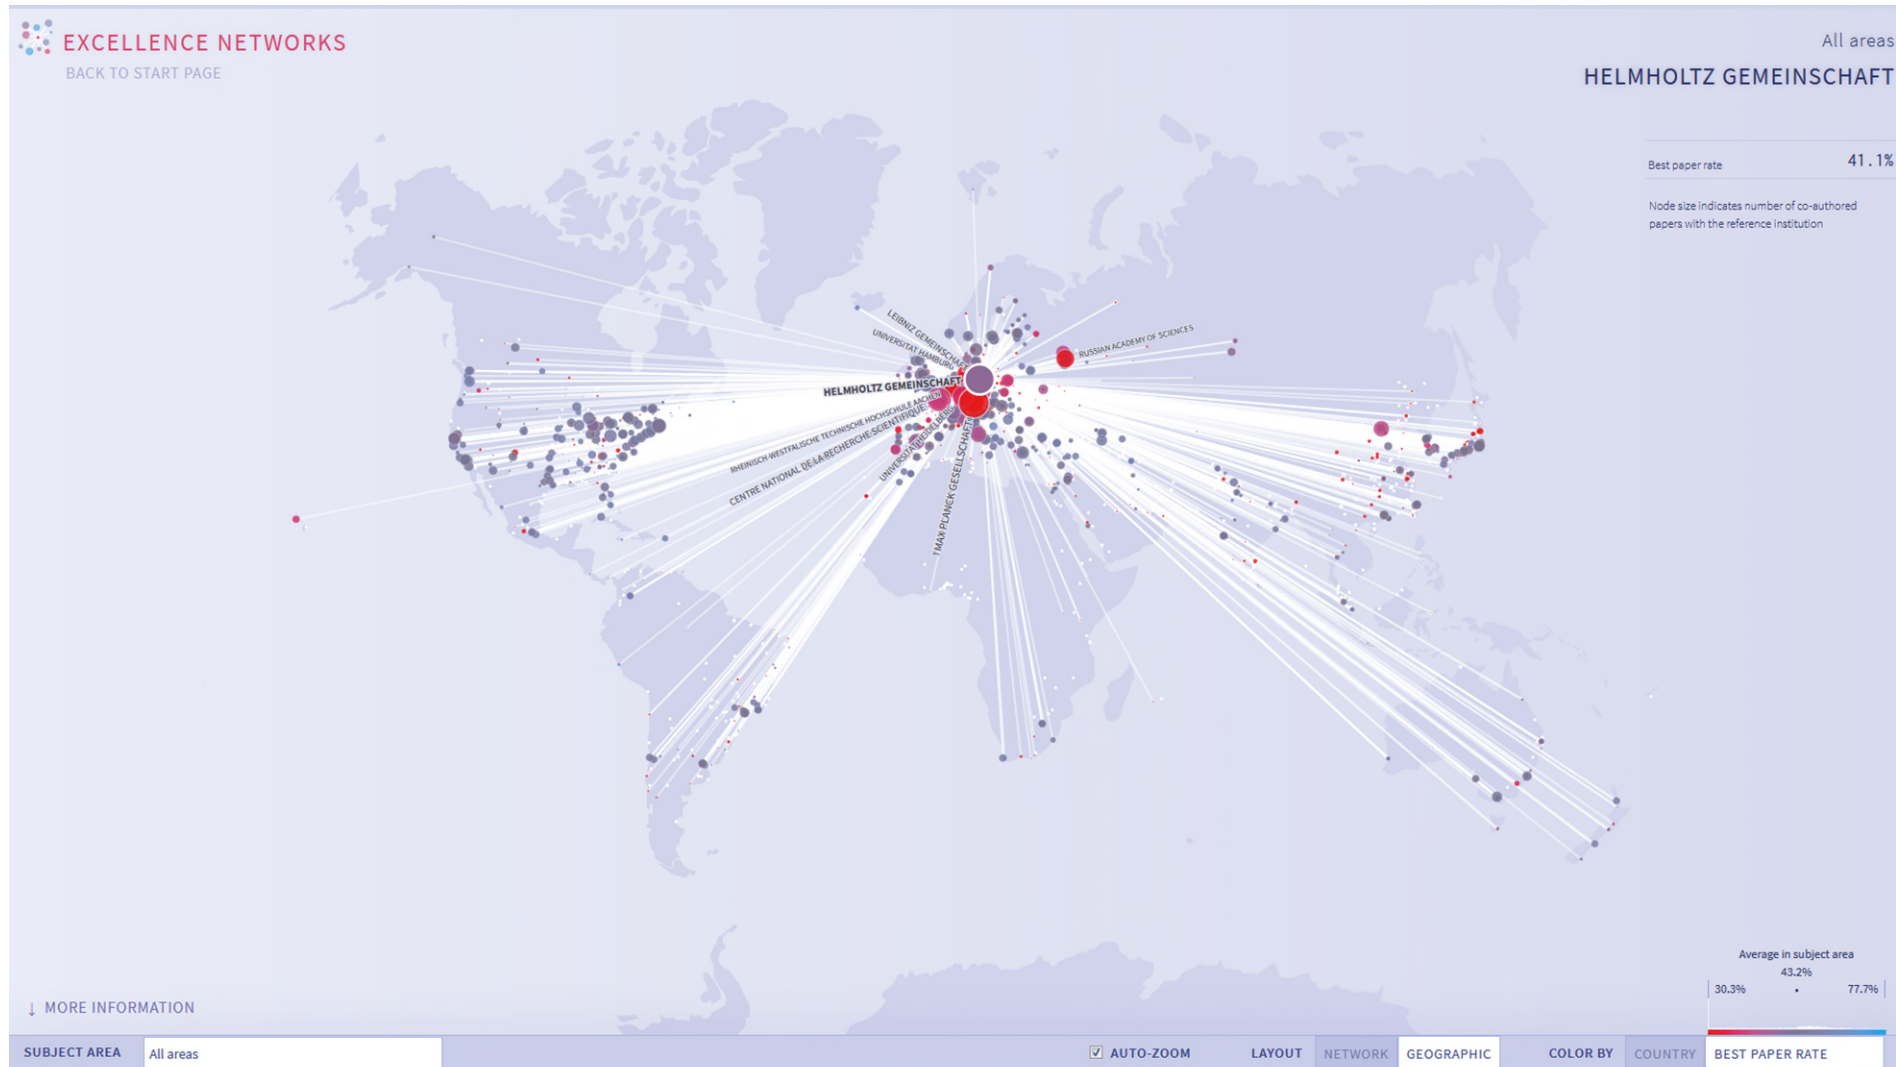 EXCELLENCE NETWORKS
BACK TO START PAGE
All areas
HELMHOLTZ GEMEINSCHAFT
Best paper rate 41.1%
Node size indicates number of co-authored
papers with the reference institution
LEIBNIZ GEMEINSCHAFT
UNIVERSITAT HAMBURG
RUSSIAN ACADEMY OF SCIENCES
HELMHOLTZ GEMEINSCHAFT
RHEINISCH-WESTFALISCHE TECHNISCHE HOCHSCHULE AACHEN
CENTRE NATIONAL DE LA RECHERCHE SCIENTIFIQUE
UNIVERSITAT HEIDELBERG
MAX PLANCK GESELLSCHAFT
Average in subject area
43.2%
30.3% 77.7%
↓ MORE INFORMATION
SUBJECT AREA All areas AUTO-ZOOM LAYOUT NETWORK GEOGRAPHIC COLOR BY COUNTRY BEST PAPER RATE